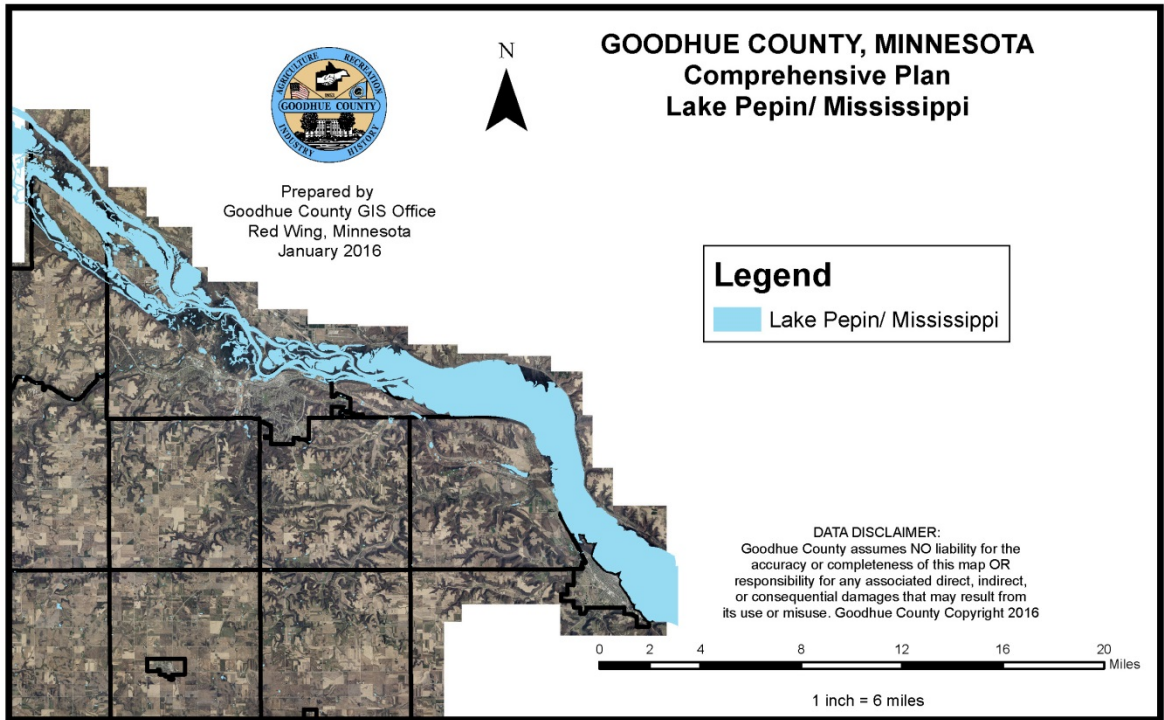 GOODHUE COUNTY, MINNESOTA
Comprehensive Plan
Lake Pepin/ Mississippi
N
AGRICULTURE RECREATION
GOODHUE COUNTY
INDUSTRY HISTORY
Prepared by
Goodhue County GIS Office
Red Wing, Minnesota
January 2016
Legend
Lake Pepin/ Mississippi
DATA DISCLAIMER:
Goodhue County assumes NO liability for the
accuracy or completeness of this map OR
responsibility for any associated direct, indirect,
or consequential damages that may result from
its use or misuse. Goodhue County Copyright 2016
0 2 4 8 12 16 20
Miles
1 inch = 6 miles